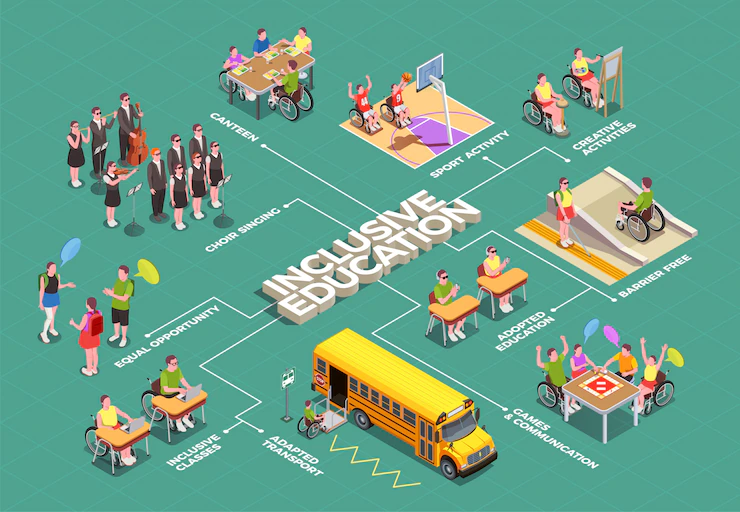 CANTEEN
SPORT ACTIVITY
CREATIVE
ACTIVITIES
CHOIR SINGING
INCLUSIVE
EDUCATION
BARRIER FREE
EQUAL OPPORTUNITY
ADOPTED
EDUCATION
INCLUSIVE
CLASSES
ADAPTED
TRANSPORT
GAMES
& COMMUNICATION